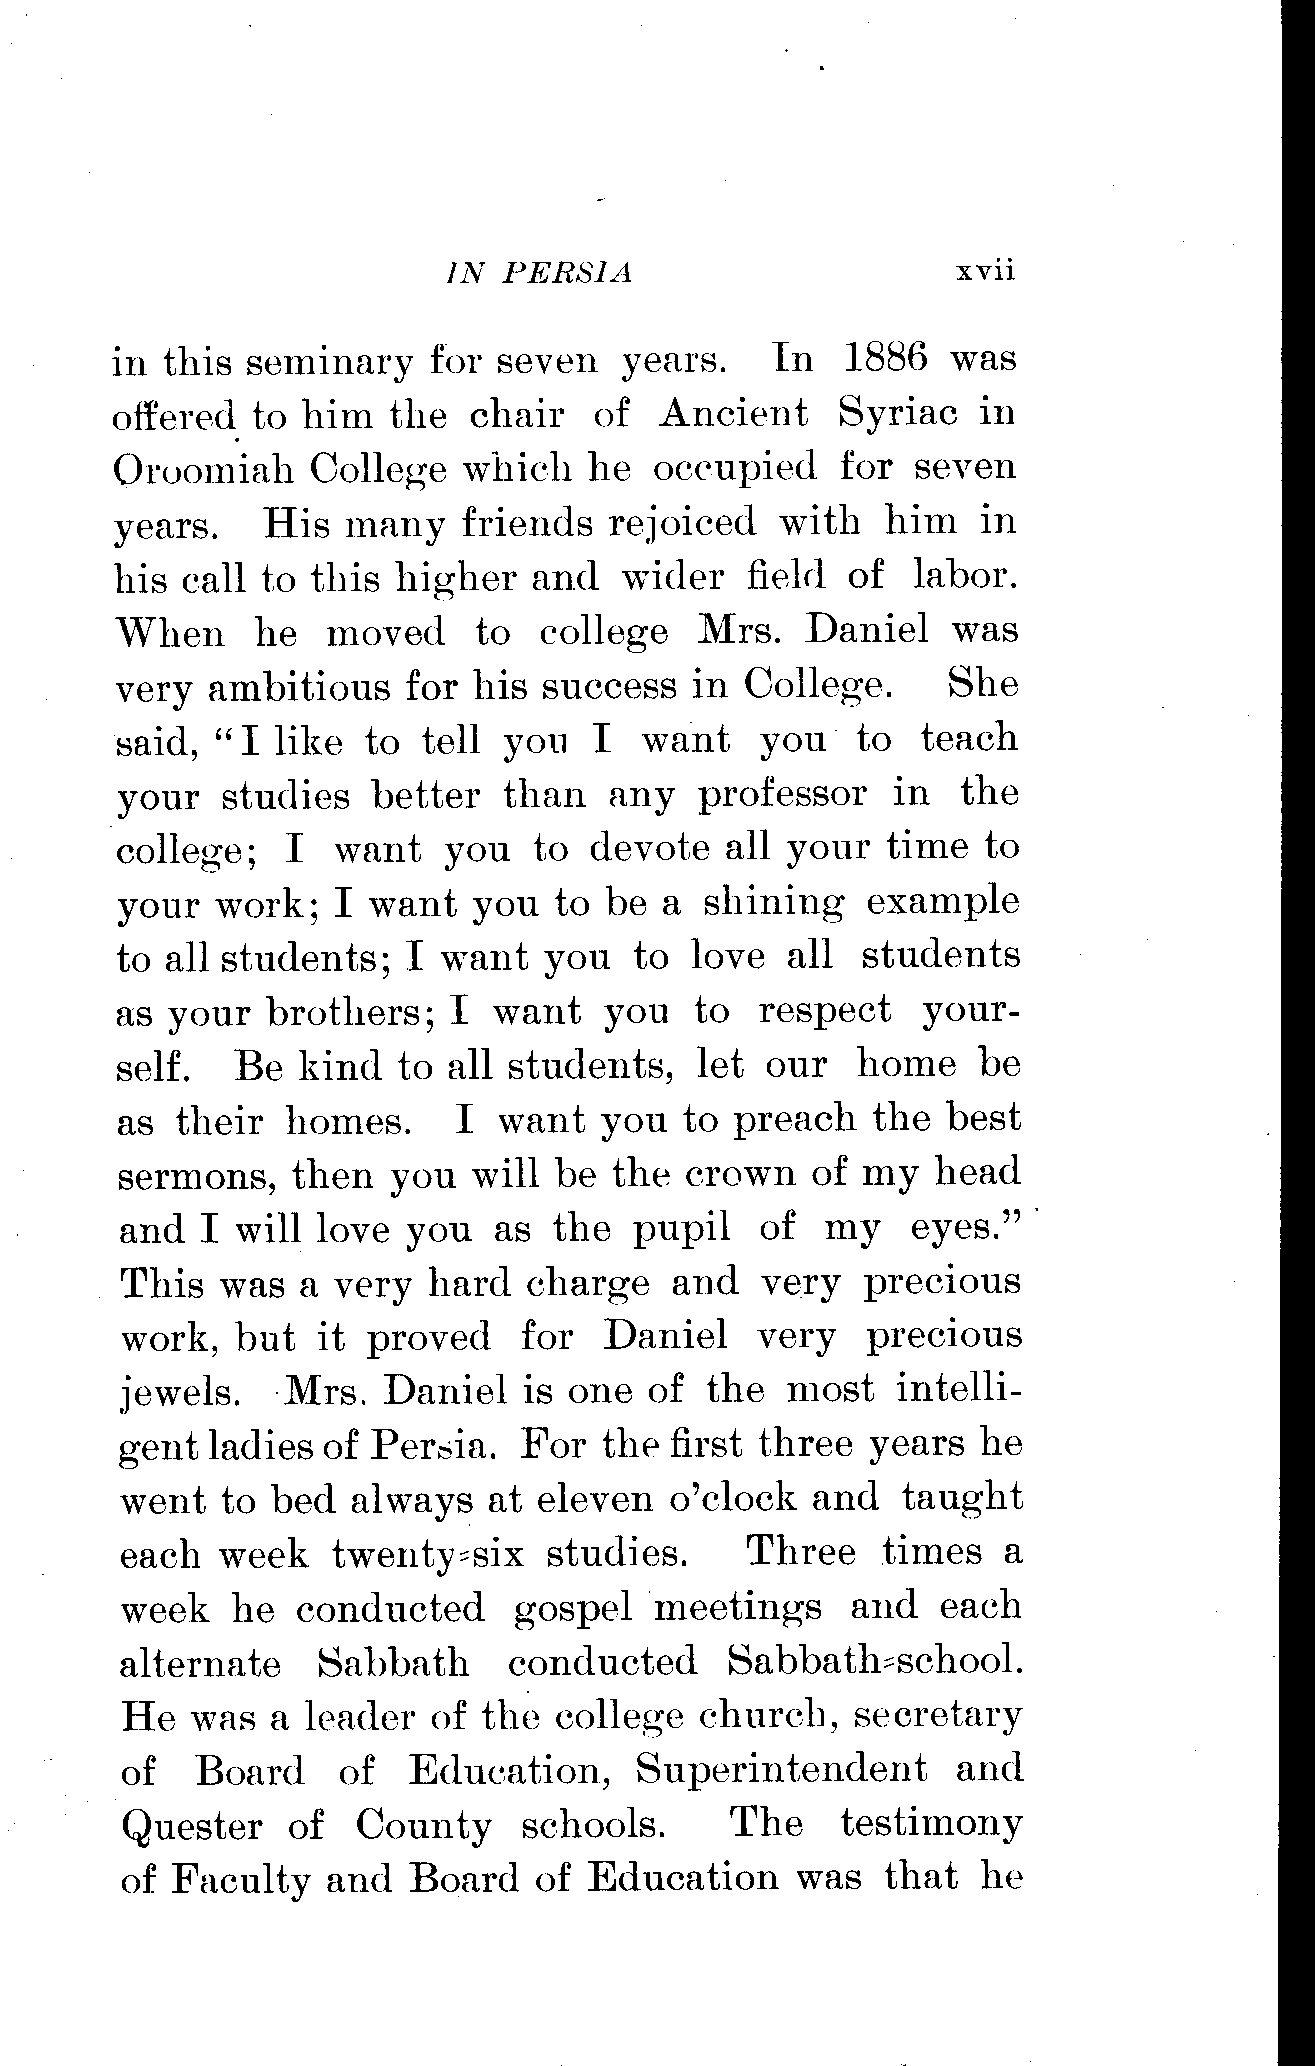 IN PERSIA xvii
in this seminary for seven years. In 1886 was
offered to him the chair of Ancient Syriac in
Oroomiah College which he occupied for seven
years. His many friends rejoiced with him in
his call to this higher and wider field of labor.
When he moved to college Mrs. Daniel was
very ambitious for his success in College. She
said, "I like to tell you I want you to teach
your studies better than any professor in the
college; I want you to devote all your time to
your work; I want you to be a shining example
to all students; I want you to love all students
as your brothers; I want you to respect your-
self. Be kind to all students, let our home be
as their homes. I want you to preach the best
sermons, then you will be the crown of my head
and I will love you as the pupil of my eyes."
This was a very hard charge and very precious
work, but it proved for Daniel very precious
jewels. Mrs. Daniel is one of the most intelli-
gent ladies of Persia. For the first three years he
went to bed always at eleven o'clock and taught
each week twenty-six studies. Three times a
week he conducted gospel meetings and each
alternate Sabbath conducted Sabbath-school.
He was a leader of the college church, secretary
of Board of Education, Superintendent and
Quester of County schools. The testimony
of Faculty and Board of Education was that he